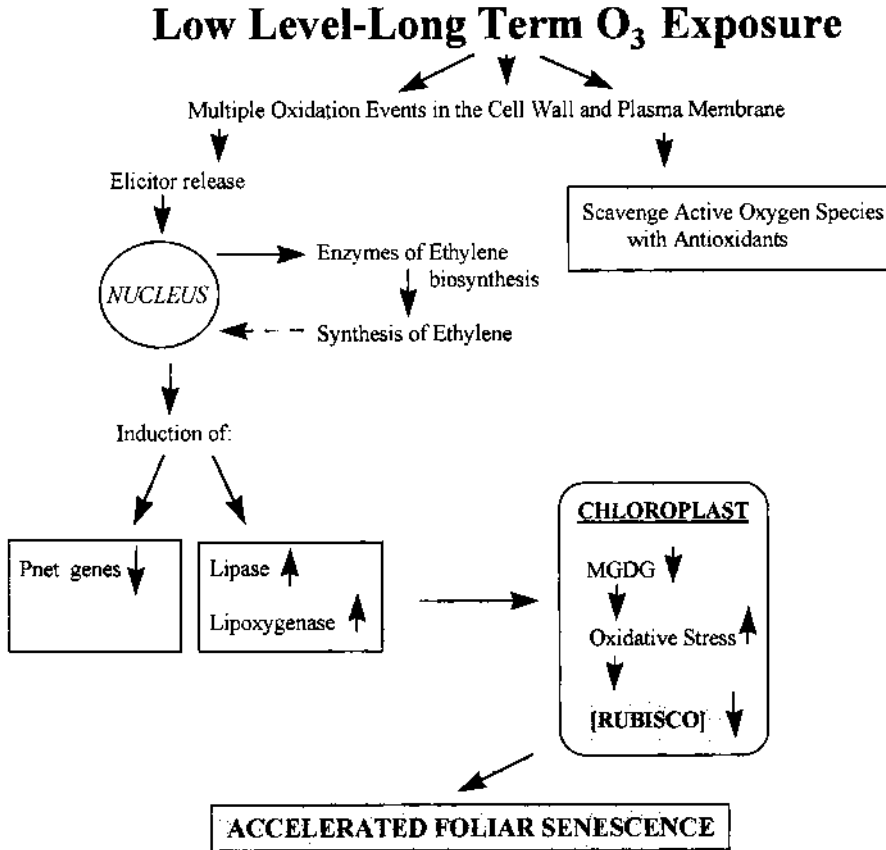 Low Level-Long Term O₃ Exposure
Multiple Oxidation Events in the Cell Wall and Plasma Membrane
Elicitor release
Scavenge Active Oxygen Species
with Antioxidants
NUCLEUS
Enzymes of Ethylene
biosynthesis
Synthesis of Ethylene
Induction of:
Pnet genes
Lipase
Lipoxygenase
CHLOROPLAST
MGDG
Oxidative Stress
[RUBISCO]
ACCELERATED FOLIAR SENESCENCE